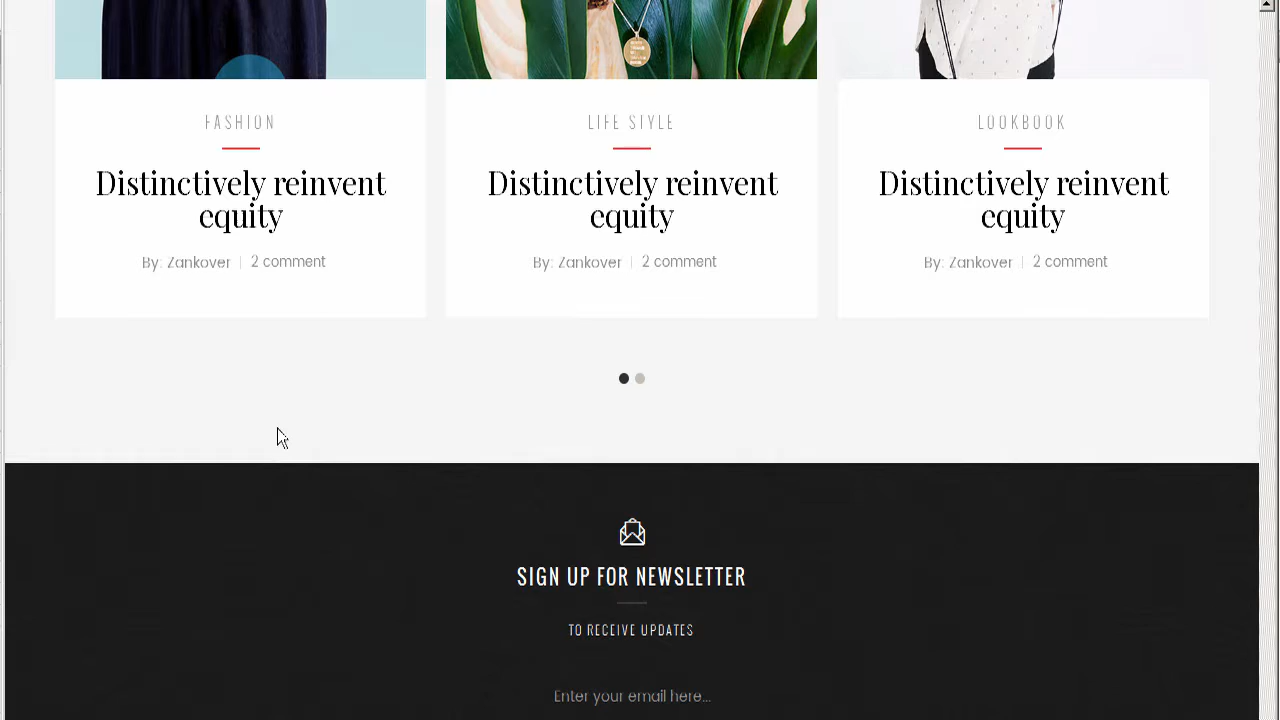 FASHION
Distinctively reinvent
equity
By: Zankover | 2 comment
LIFE STYLE
Distinctively reinvent
equity
By: Zankover | 2 comment
LOOKBOOK
Distinctively reinvent
equity
By: Zankover | 2 comment
SIGN UP FOR NEWSLETTER
TO RECEIVE UPDATES
Enter your email here...